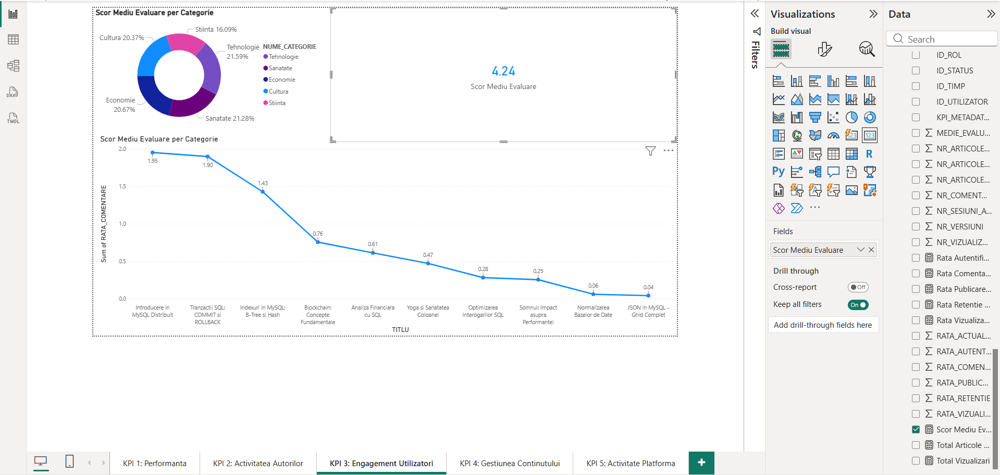 Scor Mediu Evaluare per Categorie
Stiinta 16.09%
Cultura 20.37%
Tehnologie
21.59%
Economie
20.67%
Sanatate 21.28%
NUME_CATEGORIE
Tehnologie
Sanatate
Economie
Cultura
Stiinta
4.24
Scor Mediu Evaluare
Scor Mediu Evaluare per Categorie
Sum of RATA_COMENTARE
2.0
1.5
1.0
0.5
0.0
1.95
1.90
1.43
0.76
0.61
0.47
0.28
0.25
0.06
0.04
Introducere in
MySQL Distribuit
Tranzactii SQL:
COMMIT si
ROLLBACK
Indexuri in MySQL:
B-Tree si Hash
Blockchain:
Concepte
Fundamentale
Analiza Financiara
cu SQL
Yoga si Sanatatea
Coloanei
Optimizarea
Interogarilor SQL
Somnul: Impact
asupra
Performantei
Normalizarea
Bazelor de Date
JSON in MySQL -
Ghid Complet
TITLU
KPI 1: Performanta
KPI 2: Activitatea Autorilor
KPI 3: Engagement Utilizatori
KPI 4: Gestiunea Continutului
KPI 5: Activitate Platforma
+
DAX
TMDL
Filters
Visualizations
Build visual
123
123
R
Py
...
Fields
Scor Mediu Evaluare
Drill through
Cross-report
Off
Keep all filters
On
Add drill-through fields here
Data
Search
ID_ROL
ID_STATUS
ID_TIMP
ID_UTILIZATOR
KPI_METADAT...
MEDIE_EVALU...
NR_ARTICOLE...
NR_ARTICOLE...
NR_ARTICOLE...
NR_COMENT...
NR_SESIUNI_A...
NR_VERSIUNI
NR_VIZUALIZ...
Rata Autentifi...
Rata Comenta...
Rata Publicare...
Rata Retentie ...
Rata Vizualiza...
RATA_ACTUAL...
RATA_AUTENT...
RATA_COMEN...
RATA_PUBLIC...
RATA_RETENTIE
RATA_VIZUALI...
Scor Mediu Ev...
Total Articole ...
Total Vizualizari